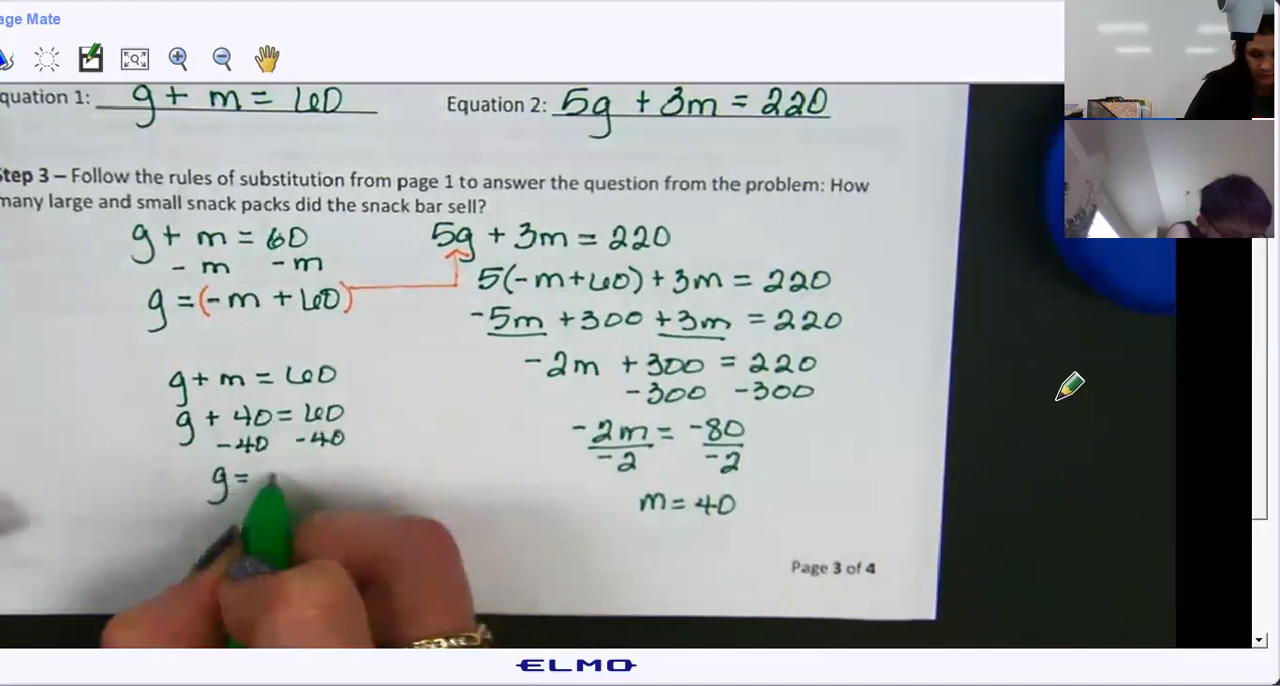 age Mate
quation 1: g + m = 60 Equation 2: 5g + 3m = 220
Step 3 – Follow the rules of substitution from page 1 to answer the question from the problem: How
many large and small snack packs did the snack bar sell?
g + m = 60
- m - m
g = (-m + 60)
5g + 3m = 220
5(-m + 60) + 3m = 220
-5m + 300 + 3m = 220
-2m + 300 = 220
-300 -300
-2m = -80
-2 -2
m = 40
g + m = 60
g + 40 = 60
-40 -40
g =
Page 3 of 4
ELMO